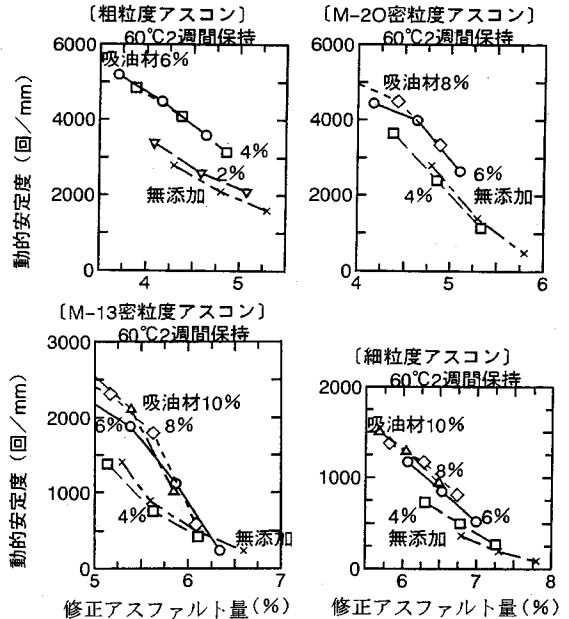 〔粗粒度アスコン〕
60℃2週間保持
動的安定度（回／mm）
6000
4000
2000
0
吸油材6%
4%
2%
無添加
4
5
〔M-20密粒度アスコン〕
60℃2週間保持
6000
4000
2000
0
吸油材8%
6%
4%
無添加
4
5
6
〔M-13密粒度アスコン〕
60℃2週間保持
動的安定度（回／mm）
3000
2000
1000
0
吸油材10%
6%
8%
4%
無添加
5
6
7
修正アスファルト量(%)
〔細粒度アスコン〕
60℃2週間保持
2000
1000
0
吸油材10%
8%
4%
6%
無添加
6
7
8
修正アスファルト量(%)